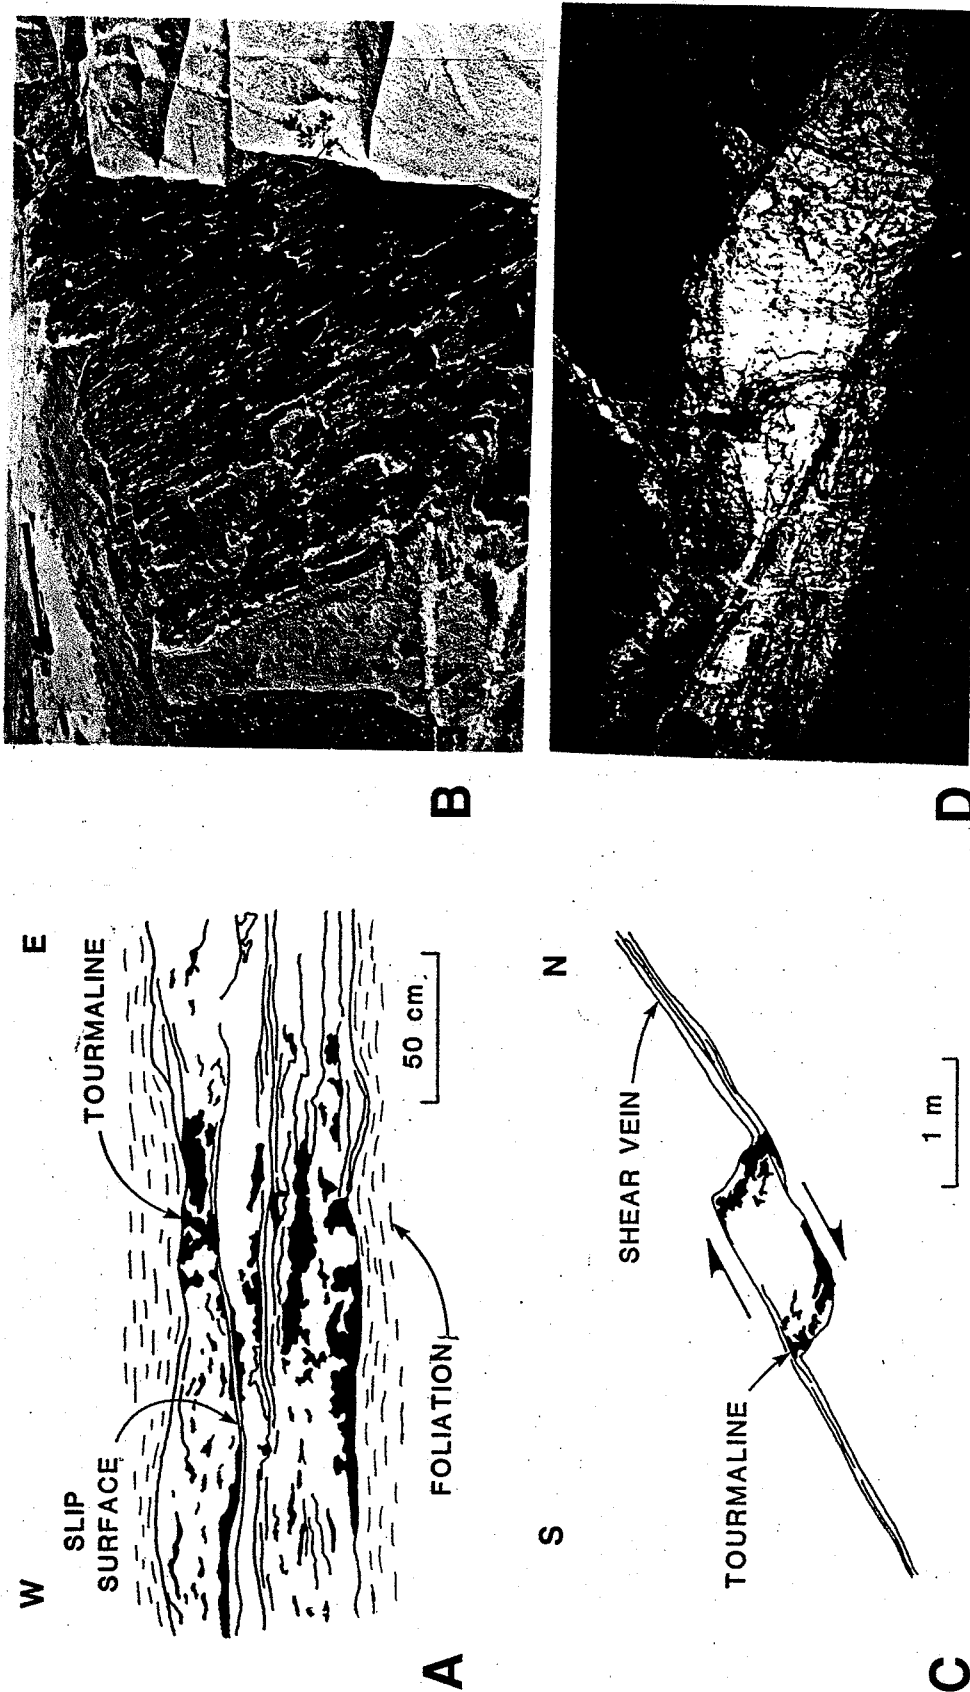 W
E
TOURMALINE
SLIP
SURFACE
FOLIATION
50 cm
A
B
S
N
SHEAR VEIN
TOURMALINE
1 m
C
D